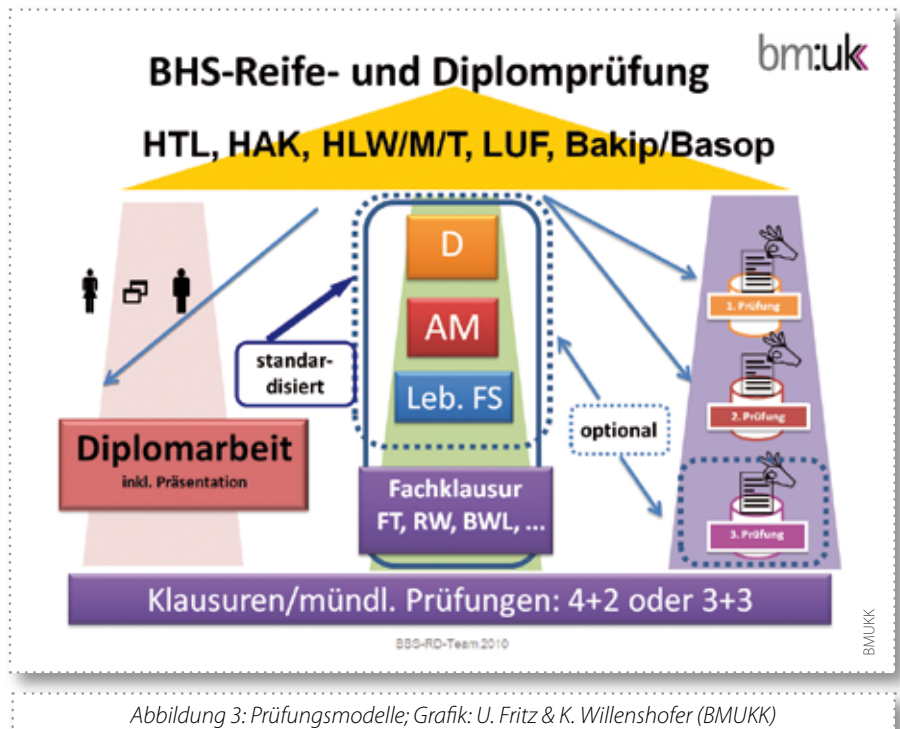 BHS-Reife- und Diplomprüfung
bm:uk
HTL, HAK, HLW/M/T, LUF, Bakip/Basop
D
AM
Leb. FS
standar-
disiert
optional
Diplomarbeit
inkl. Präsentation
Fachklausur
FT, RW, BWL, ...
1. Prüfung
2. Prüfung
3. Prüfung
Klausuren/mündl. Prüfungen: 4+2 oder 3+3
BBS-RD-Team 2010
BMUKK
Abbildung 3: Prüfungsmodelle; Grafik: U. Fritz & K. Willenshofer (BMUKK)